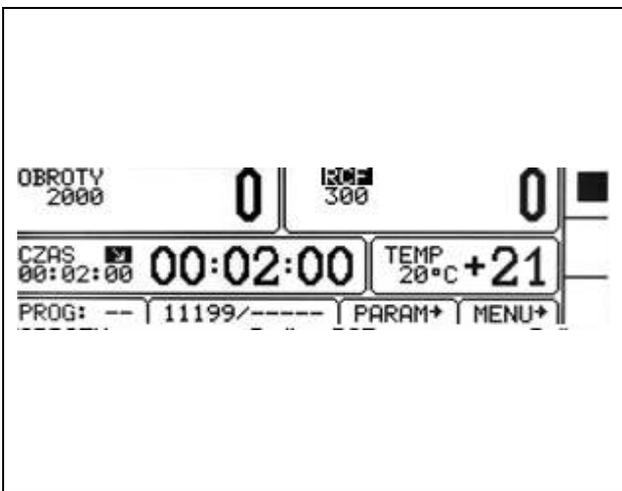 OBROTY 0 RCF 0
2000 300
CZAS 00:02:00 TEMP +21
00:02:00 20°C
PROG: -- 11199/----- PARAM→ MENU→